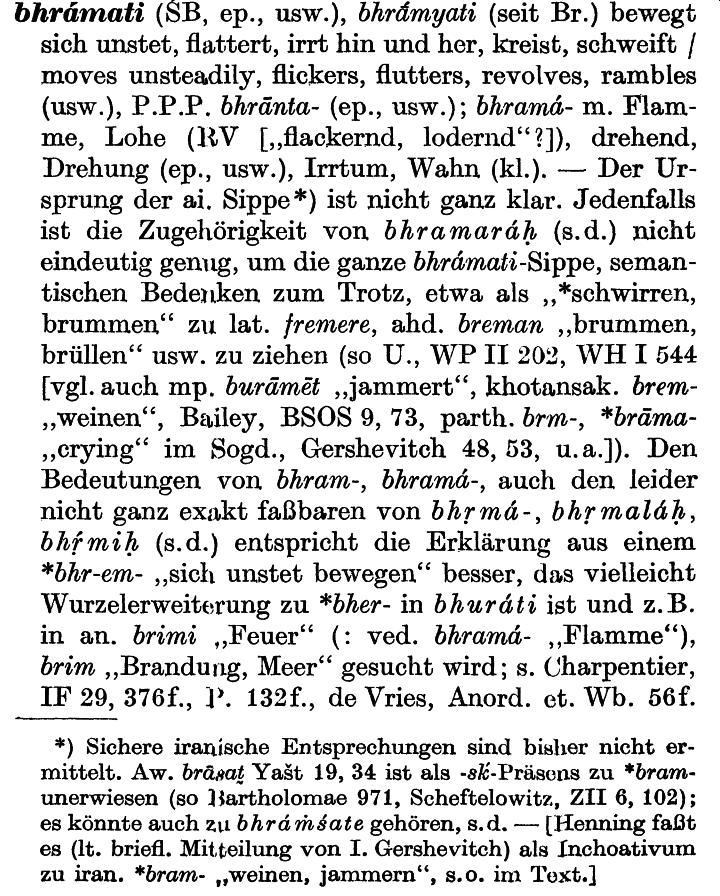 bhrámati (ŚB, ep., usw.), bhrā́myati (seit Br.) bewegt
sich unstet, flattert, irrt hin und her, kreist, schweift /
moves unsteadily, flickers, flutters, revolves, rambles
(usw.), P.P.P. bhrānta- (ep., usw.); bhramá- m. Flam-
me, Lohe (RV [„flackernd, lodernd“?]), drehend,
Drehung (ep., usw.), Irrtum, Wahn (kl.). — Der Ur-
sprung der ai. Sippe*) ist nicht ganz klar. Jedenfalls
ist die Zugehörigkeit von bhramaráḥ (s.d.) nicht
eindeutig genug, um die ganze bhrámati-Sippe, seman-
tischen Bedenken zum Trotz, etwa als „*schwirren,
brummen“ zu lat. fremere, ahd. breman „brummen,
brüllen“ usw. zu ziehen (so U., WP II 202, WH I 544
[vgl. auch mp. burāmēt „jammert“, khotansak. brem-
„weinen“, Bailey, BSOS 9, 73, parth. brm-, *brāma-
„crying“ im Sogd., Gershevitch 48, 53, u.a.]). Den
Bedeutungen von bhram-, bhramá-, auch den leider
nicht ganz exakt faßbaren von bhṛmá-, bhṛmaláḥ,
bhṛ́miḥ (s.d.) entspricht die Erklärung aus einem
*bhr-em- „sich unstet bewegen“ besser, das vielleicht
Wurzelerweiterung zu *bher- in bhuráti ist und z.B.
in an. brimi „Feuer“ (: ved. bhramá- „Flamme“),
brim „Brandung, Meer“ gesucht wird; s. Charpentier,
IF 29, 376f., P. 132f., de Vries, Anord. et. Wb. 56f.
*) Sichere iranische Entsprechungen sind bisher nicht er-
mittelt. Aw. brāsat̰ Yašt 19, 34 ist als -sḱ-Präsens zu *bram-
unerwiesen (so Bartholomae 971, Scheftelowitz, ZII 6, 102);
es könnte auch zu bhráṁśate gehören, s.d. — [Henning faßt
es (lt. briefl. Mitteilung von I. Gershevitch) als Inchoativum
zu iran. *bram- „weinen, jammern“, s.o. im Text.]